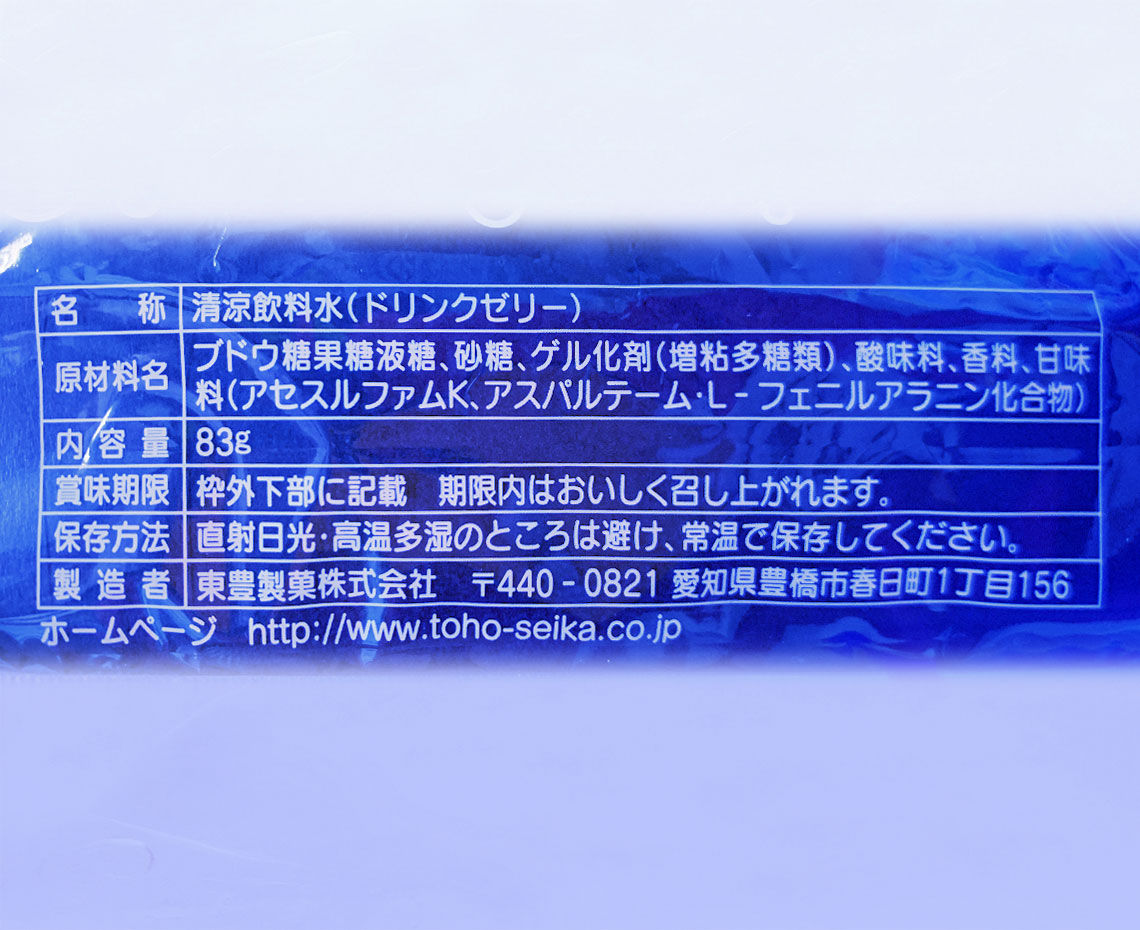 名　称 清涼飲料水(ドリンクゼリー)
原材料名 ブドウ糖果糖液糖、砂糖、ゲル化剤(増粘多糖類)、酸味料、香料、甘味
料(アセスルファムK、アスパルテーム・L-フェニルアラニン化合物)
内容量 83g
賞味期限 枠外下部に記載　期限内はおいしく召し上がれます。
保存方法 直射日光・高温多湿のところは避け、常温で保存してください。
製造者 東豊製菓株式会社　〒440-0821 愛知県豊橋市春日町1丁目156
ホームページ　http://www.toho-seika.co.jp